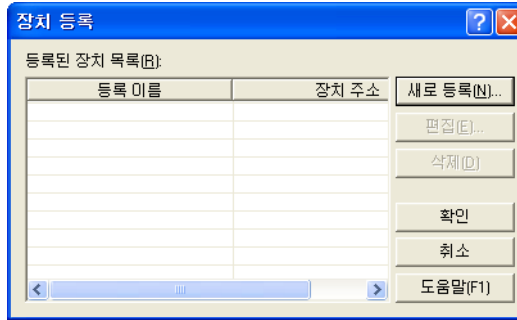 장치 등록
등록된 장치 목록(R):
등록 이름 장치 주소
새로 등록(N)...
편집(E)...
삭제(D)
확인
취소
도움말(F1)